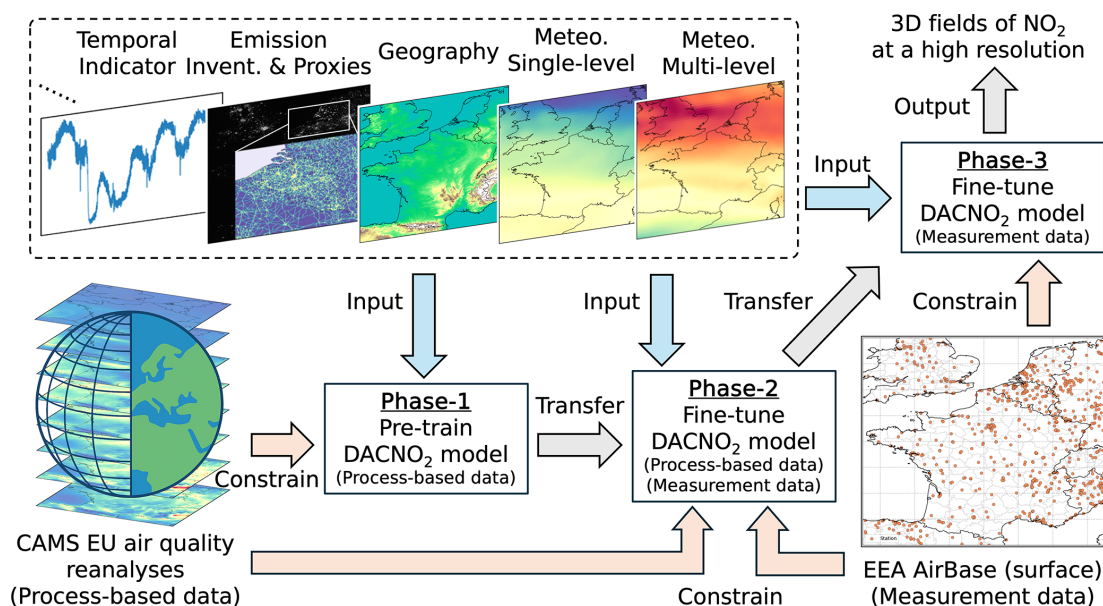 Temporal
Indicator
Emission
Invent. & Proxies
Geography
Meteo.
Single-level
Meteo.
Multi-level
3D fields of NO₂
at a high resolution
Output
Input
Phase-3
Fine-tune
DACNO₂ model
(Measurement data)
Input
Input
Transfer
Constrain
Phase-1
Pre-train
DACNO₂ model
(Process-based data)
Transfer
Phase-2
Fine-tune
DACNO₂ model
(Process-based data)
(Measurement data)
Constrain
Station
CAMS EU air quality
reanalyses
(Process-based data)
Constrain
EEA AirBase (surface)
(Measurement data)